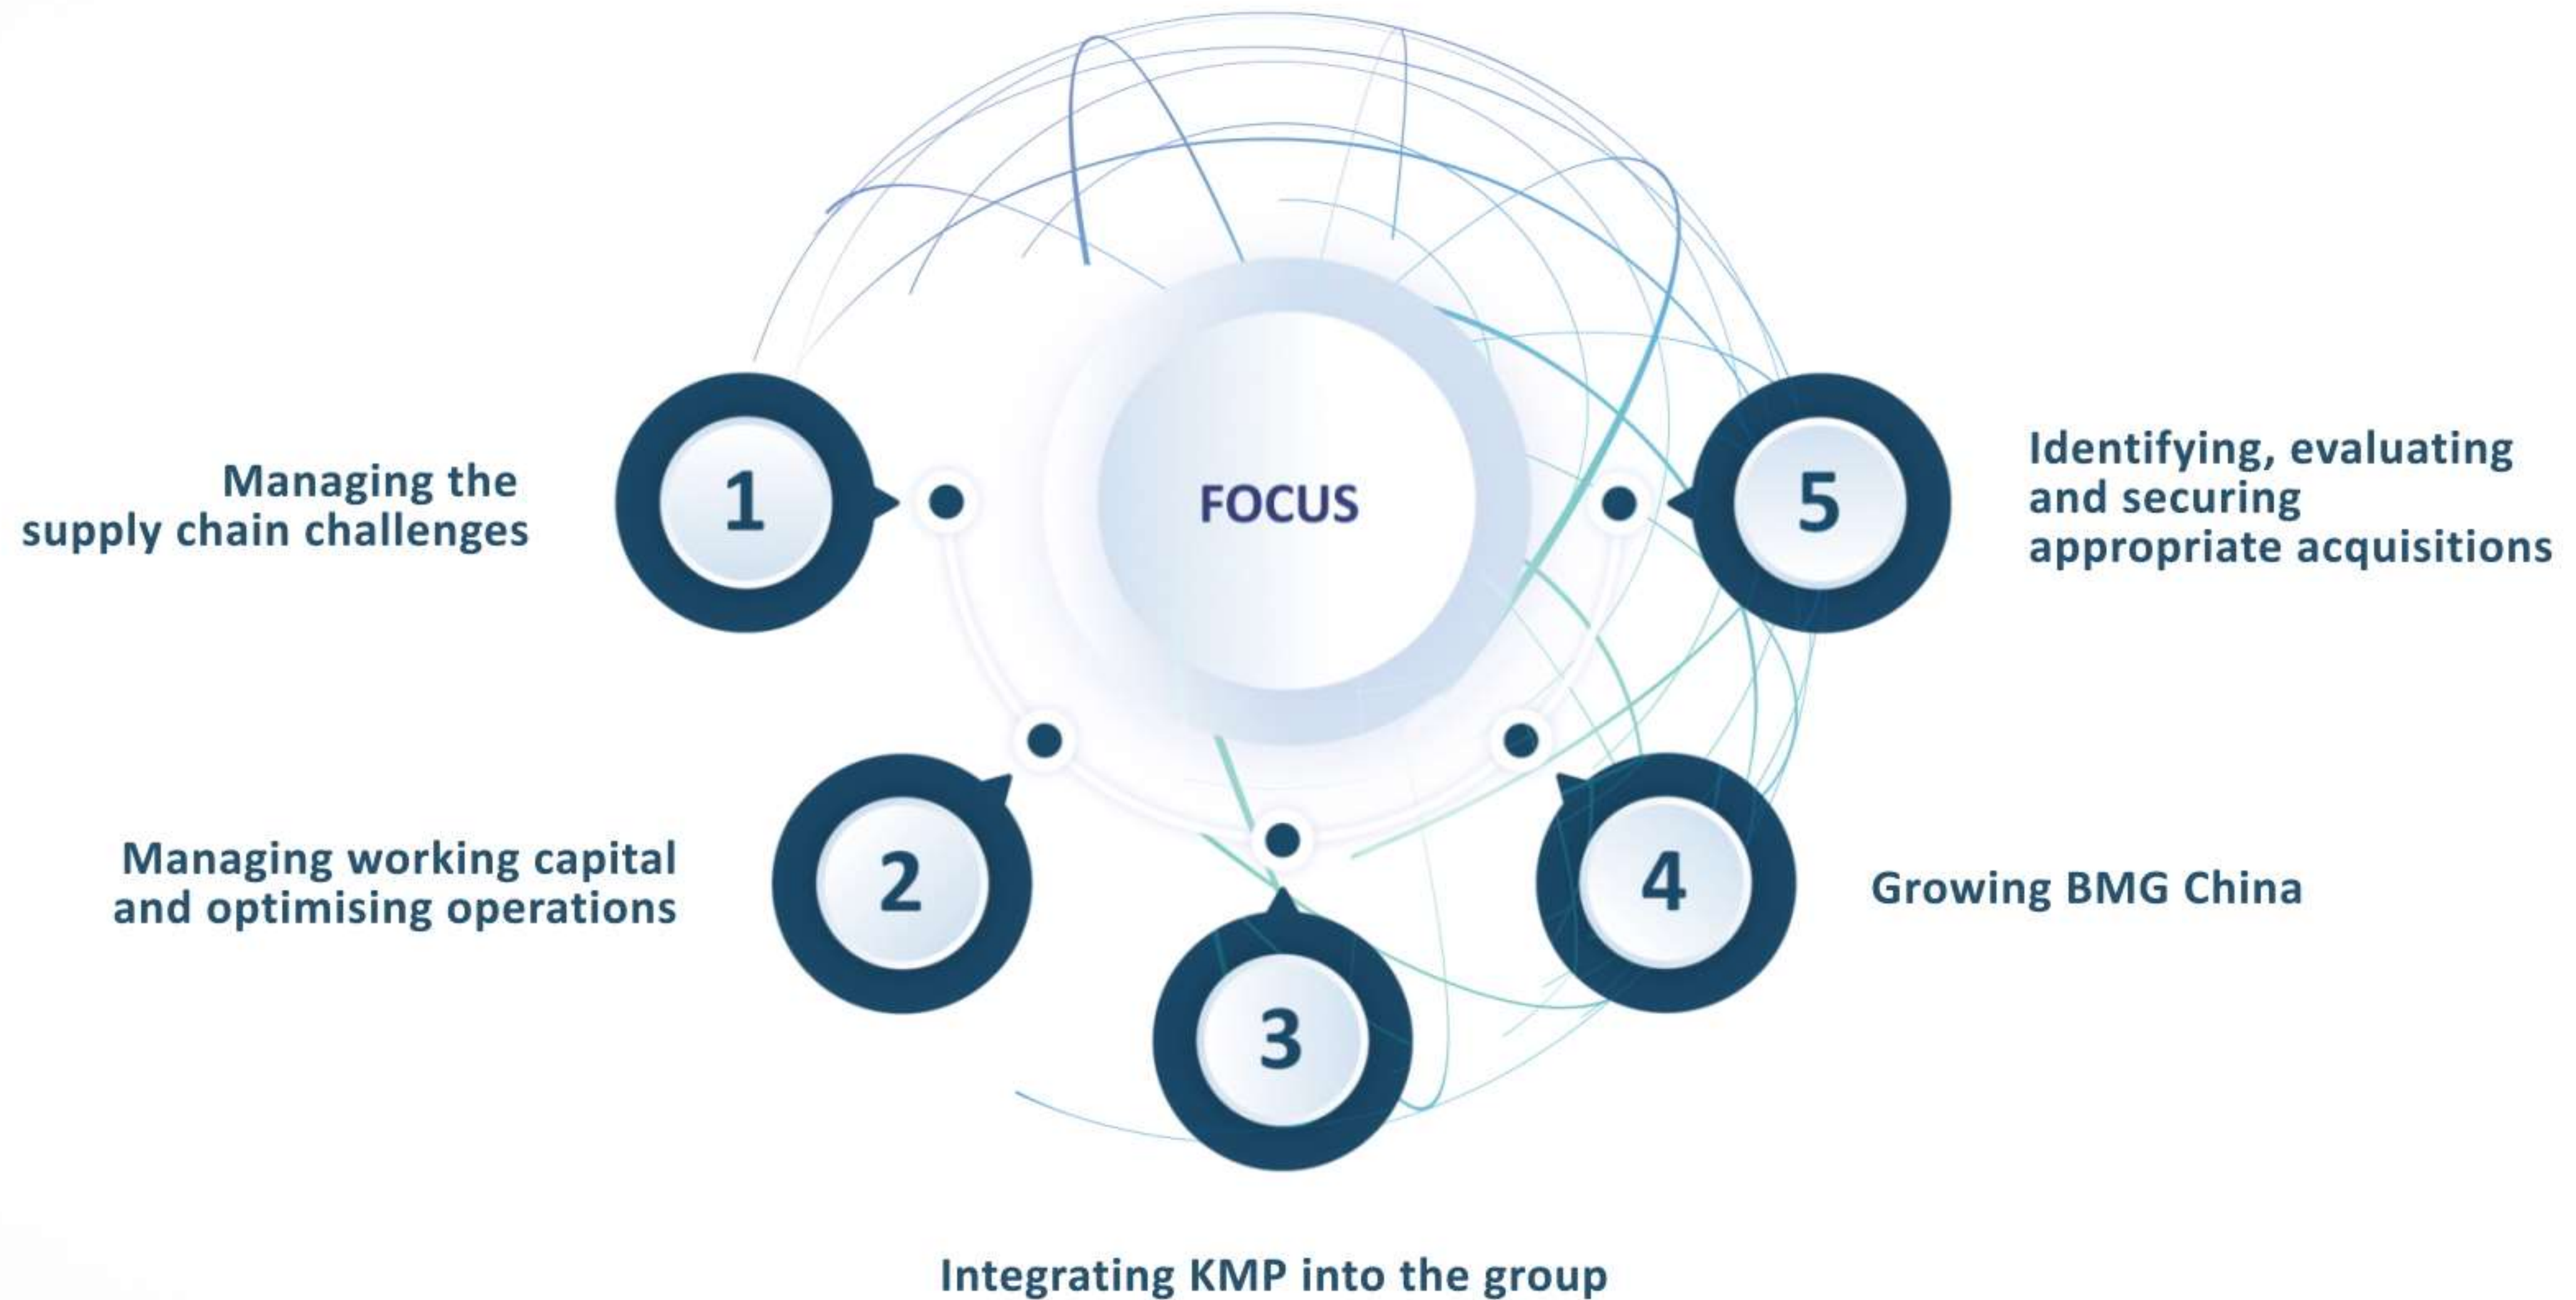 FOCUS
1
Managing the
supply chain challenges
2
Managing working capital
and optimising operations
3
Integrating KMP into the group
4
Growing BMG China
5
Identifying, evaluating
and securing
appropriate acquisitions